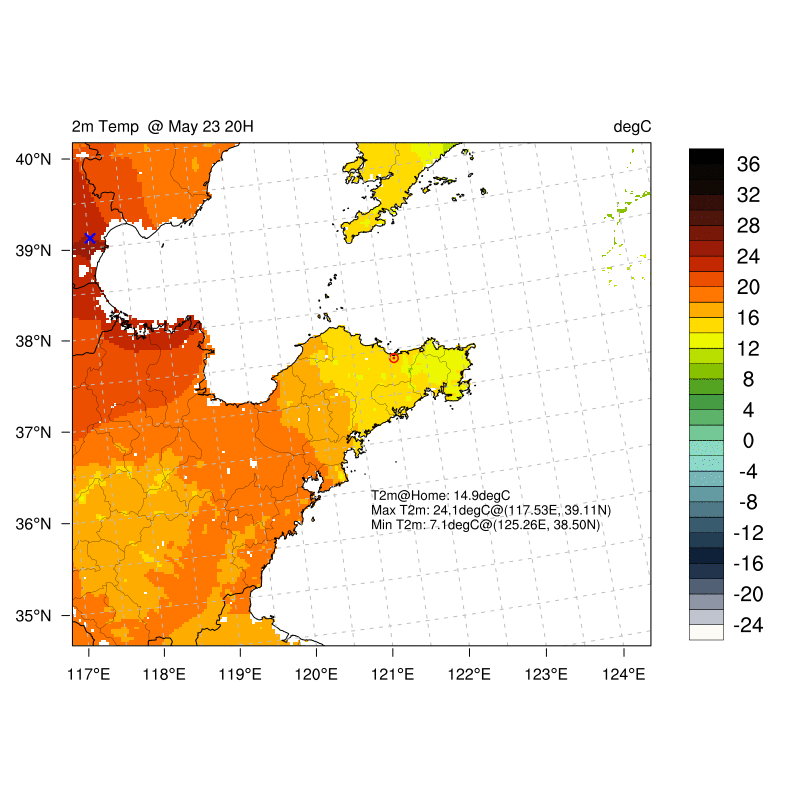 2m Temp @ May 23 20H
degC
40°N
39°N
38°N
37°N
36°N
35°N
117°E
118°E
119°E
120°E
121°E
122°E
123°E
124°E
T2m@Home: 14.9degC
Max T2m: 24.1degC@(117.53E, 39.11N)
Min T2m: 7.1degC@(125.26E, 38.50N)
36
32
28
24
20
16
12
8
4
0
-4
-8
-12
-16
-20
-24